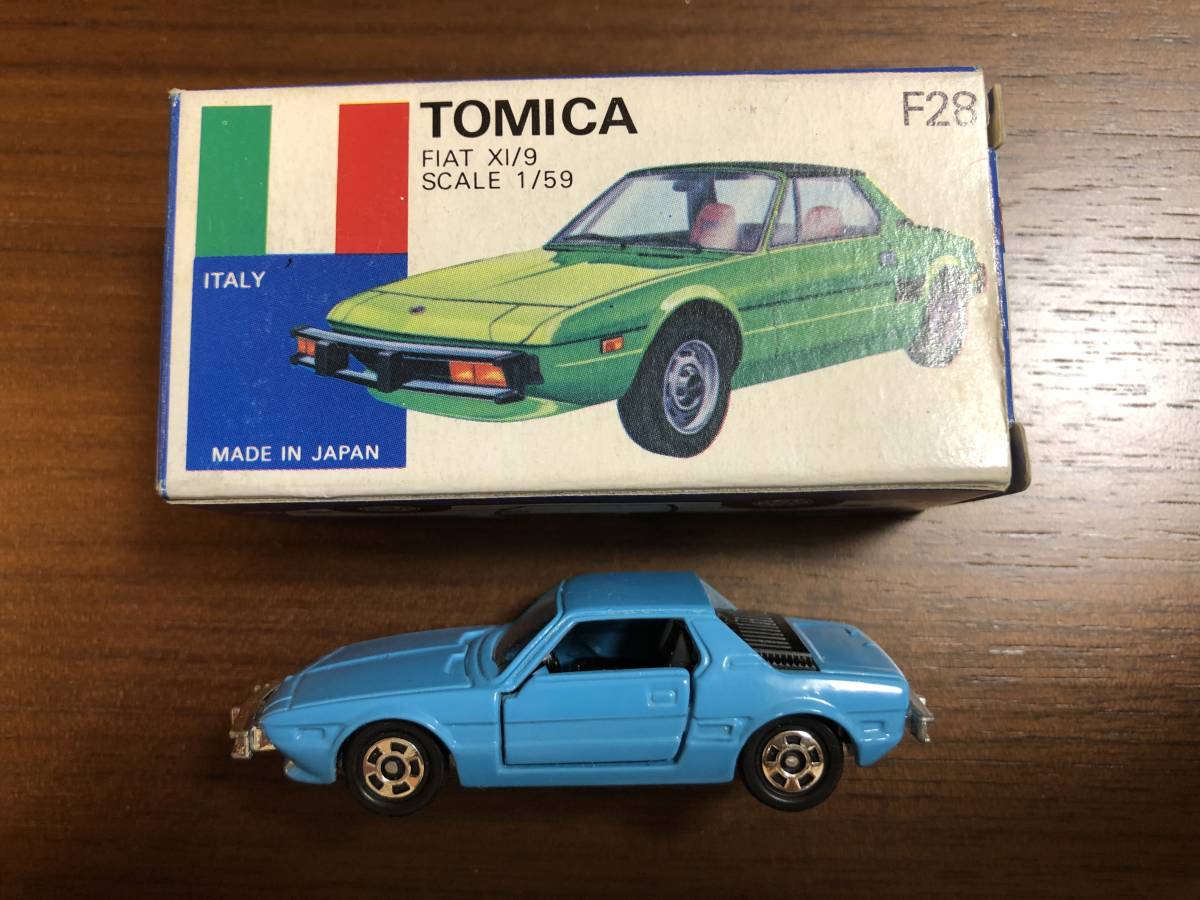 TOMICA
F28
FIAT XI/9
SCALE 1/59
ITALY
MADE IN JAPAN